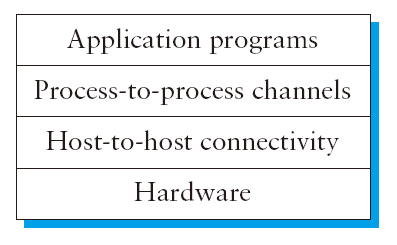 Application programs
Process-to-process channels
Host-to-host connectivity
Hardware